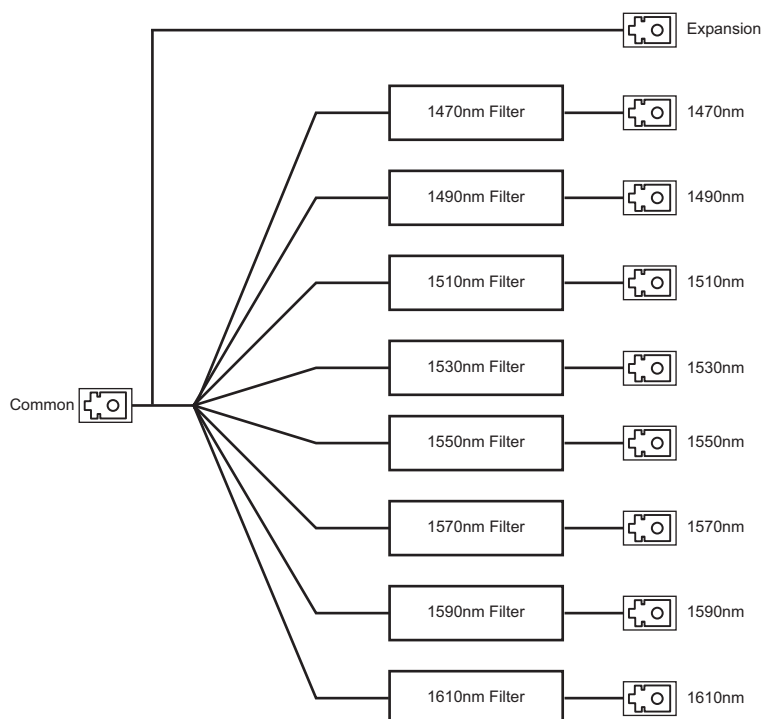 Expansion
1470nm Filter
1470nm
1490nm Filter
1490nm
1510nm Filter
1510nm
1530nm Filter
1530nm
Common
1550nm Filter
1550nm
1570nm Filter
1570nm
1590nm Filter
1590nm
1610nm Filter
1610nm